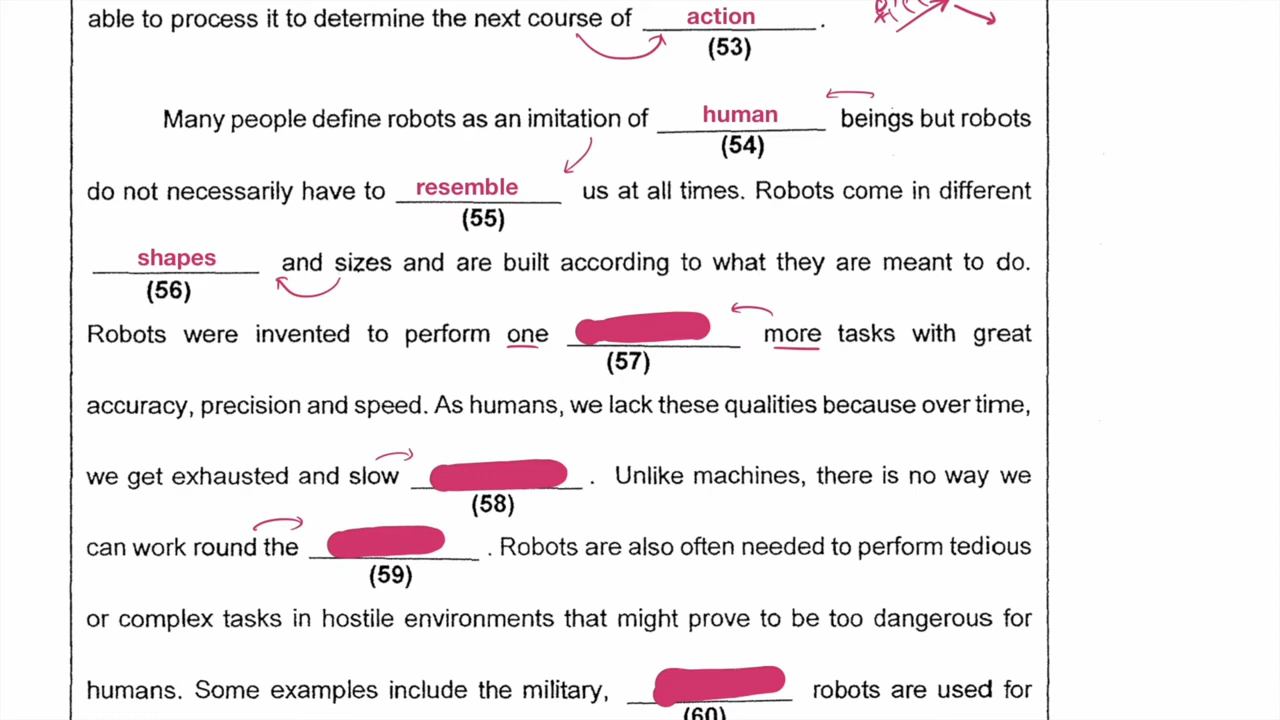 able to process it to determine the next course of action .
(53)
Many people define robots as an imitation of human beings but robots
(54)
do not necessarily have to resemble us at all times. Robots come in different
(55)
shapes and sizes and are built according to what they are meant to do.
(56)
Robots were invented to perform one more tasks with great
(57)
accuracy, precision and speed. As humans, we lack these qualities because over time,
we get exhausted and slow . Unlike machines, there is no way we
(58)
can work round the . Robots are also often needed to perform tedious
(59)
or complex tasks in hostile environments that might prove to be too dangerous for
humans. Some examples include the military, robots are used for
(60)